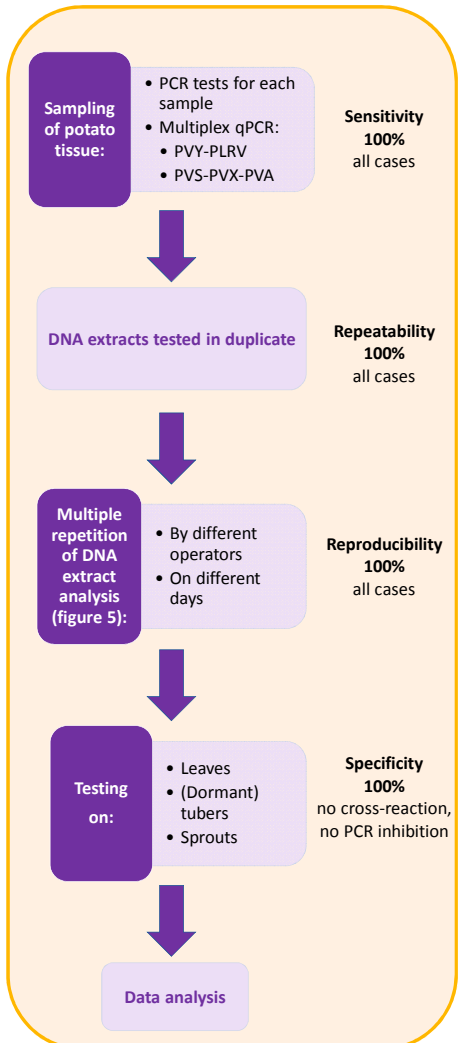 Sampling
of potato
tissue:
• PCR tests for each
sample
• Multiplex qPCR:
• PVY-PLRV
• PVS-PVX-PVA
Sensitivity
100%
all cases
DNA extracts tested in duplicate
Repeatability
100%
all cases
Multiple
repetition
of DNA
extract
analysis
(figure 5):
• By different
operators
• On different
days
Reproducibility
100%
all cases
Testing
on:
• Leaves
• (Dormant)
tubers
• Sprouts
Specificity
100%
no cross-reaction,
no PCR inhibition
Data analysis